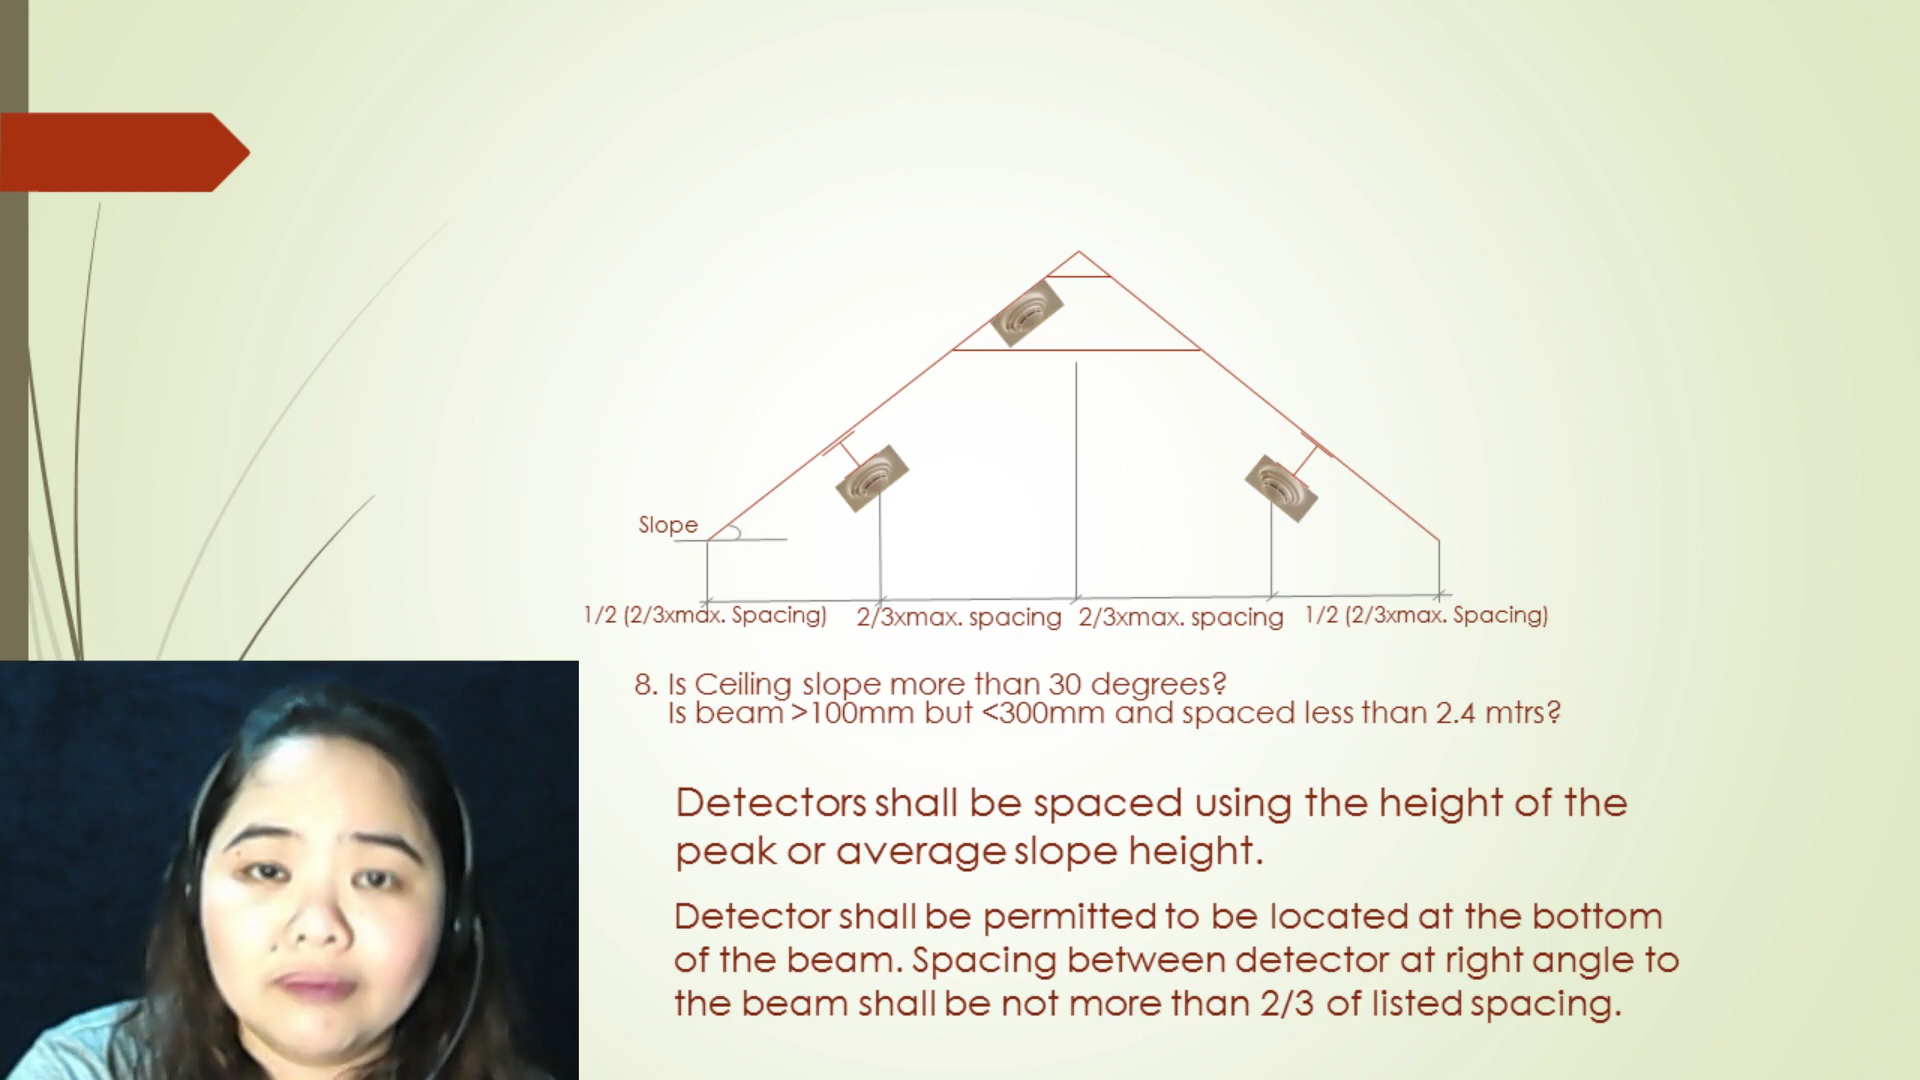 Slope
1/2 (2/3xmax. Spacing) 2/3xmax. spacing 2/3xmax. spacing 1/2 (2/3xmax. Spacing)
8. Is Ceiling slope more than 30 degrees?
Is beam >100mm but <300mm and spaced less than 2.4 mtrs?
Detectors shall be spaced using the height of the
peak or average slope height.
Detector shall be permitted to be located at the bottom
of the beam. Spacing between detector at right angle to
the beam shall be not more than 2/3 of listed spacing.